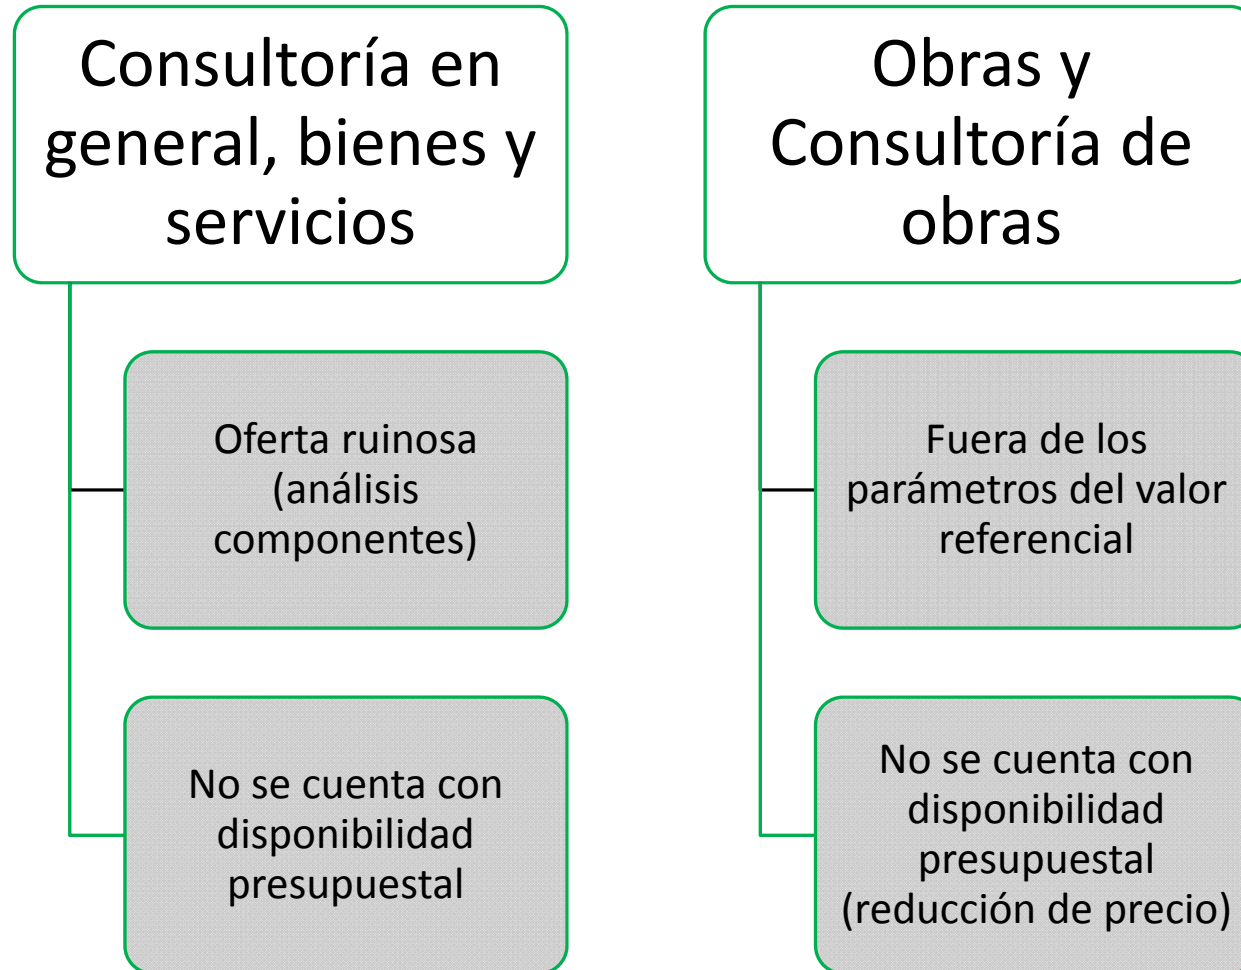 Consultoría en
general, bienes y
servicios
Oferta ruinosa
(análisis
componentes)
No se cuenta con
disponibilidad
presupuestal
Obras y
Consultoría de
obras
Fuera de los
parámetros del valor
referencial
No se cuenta con
disponibilidad
presupuestal
(reducción de precio)